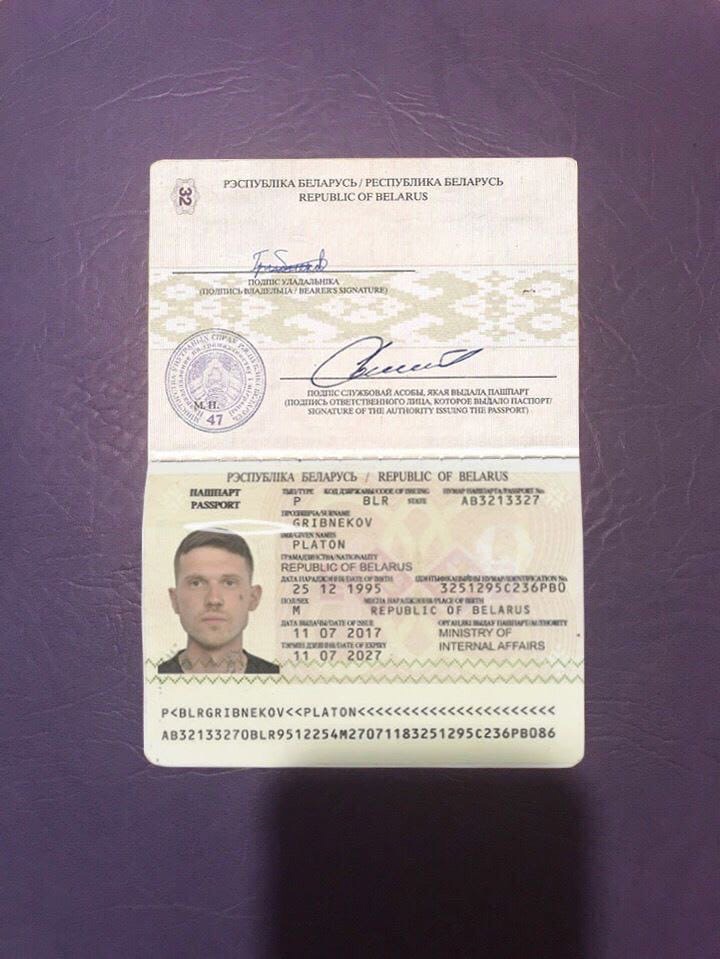 32
РЭСПУБЛІКА БЕЛАРУСЬ / РЕСПУБЛИКА БЕЛАРУСЬ
REPUBLIC OF BELARUS
ПОДПІС УЛАДАЛЬНІКА
(ПОДПИСЬ ВЛАДЕЛЬЦА / BEARER'S SIGNATURE)
М. П.
47
ПОДПІС СЛУЖБОВАЙ АСОБЫ, ЯКАЯ ВЫДАЛА ПАШПАРТ
(ПОДПИСЬ ОТВЕТСТВЕННОГО ЛИЦА, КОТОРОЕ ВЫДАЛО ПАСПОРТ/
SIGNATURE OF THE AUTHORITY ISSUING THE PASSPORT)
РЭСПУБЛІКА БЕЛАРУСЬ / REPUBLIC OF BELARUS
ПАШПАРТ
PASSPORT
ТЫП/TYPE КОД ДЗЯРЖАВЫ/CODE OF ISSUING STATE НУМАР ПАШПАРТА/PASSPORT No.
P BLR AB3213327
ПРОЗВІШЧА/SURNAME
GRIBNEKOV
ІМЯ/GIVEN NAMES
PLATON
ГРАМАДЗЯНСТВА/NATIONALITY
REPUBLIC OF BELARUS
ДАТА НАРАДЖЭННЯ/DATE OF BIRTH ІДЭНТЫФІКАЦЫЙНЫ НУМАР/IDENTIFICATION No.
25 12 1995 3251295C236PB0
ПОЛ/SEX МЕСЦА НАРАДЖЭННЯ/PLACE OF BIRTH
M REPUBLIC OF BELARUS
ДАТА ВЫДАЧЫ/DATE OF ISSUE ОРГАН, ЯКІ ВЫДАЎ ПАШПАРТ/AUTHORITY
11 07 2017 MINISTRY OF
ТЭРМІН ДЗЕЯННЯ/DATE OF EXPIRY INTERNAL AFFAIRS
11 07 2027
P<BLRGRIBNEKOV<<PLATON<<<<<<<<<<<<<<<<<<<<<<
AB32133270BLR9512254M27071183251295C236PB086